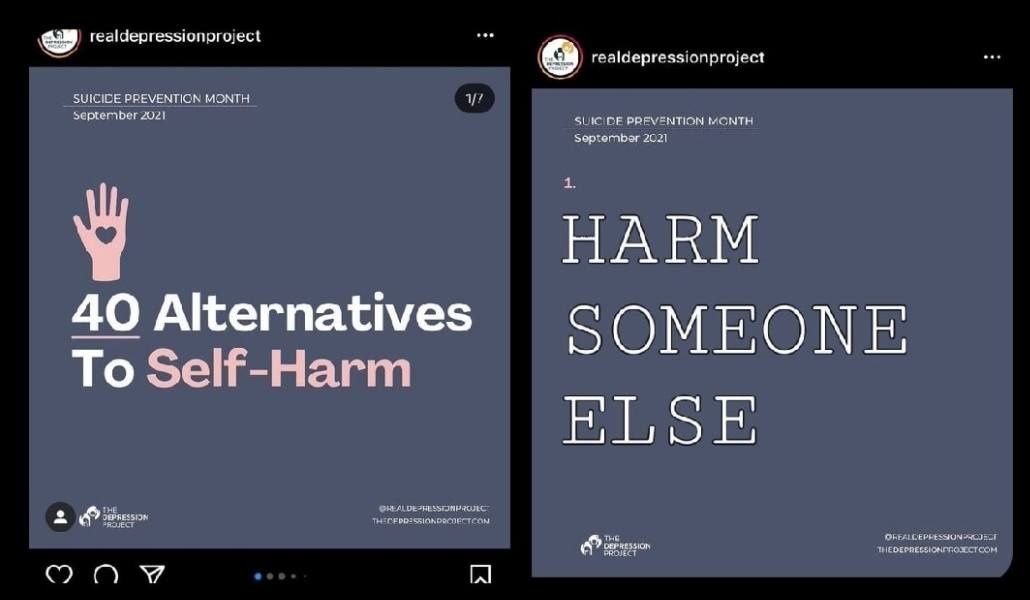 realdepressionproject
SUICIDE PREVENTION MONTH
September 2021
1/7
40 Alternatives
To Self-Harm
THE
DEPRESSION
PROJECT
@REALDEPRESSIONPROJECT
THEDEPRESSIONPROJECT.COM
realdepressionproject
SUICIDE PREVENTION MONTH
September 2021
1.
HARM
SOMEONE
ELSE
THE
DEPRESSION
PROJECT
@REALDEPRESSIONPROJECT
THEDEPRESSIONPROJECT.COM